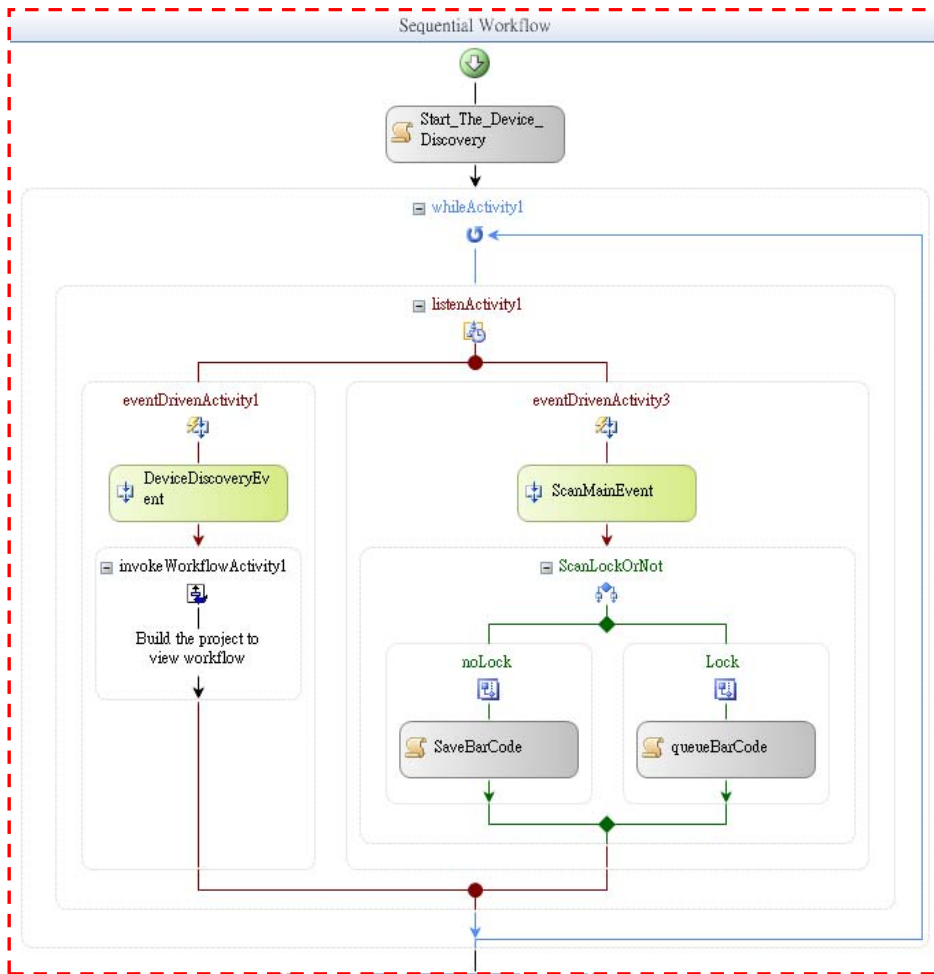 Sequential Workflow
Start_The_Device_
Discovery
whileActivity1
listenActivity1
eventDrivenActivity1
eventDrivenActivity3
DeviceDiscoveryEv
ent
ScanMainEvent
invokeWorkflowActivity1
ScanLockOrNot
Build the project to
view workflow
noLock
Lock
SaveBarCode
queueBarCode